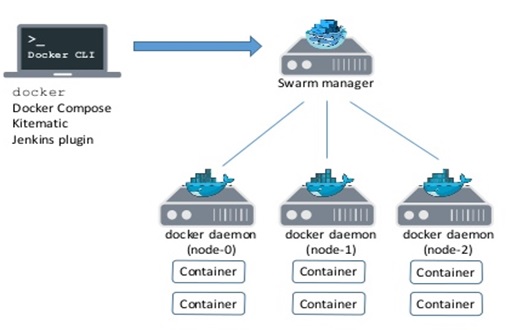 >_
Docker CLI
docker
Docker Compose
Kitematic
Jenkins plugin
Swarm manager
docker daemon
(node-0)
Container
Container
docker daemon
(node-1)
Container
Container
docker daemon
(node-2)
Container
Container